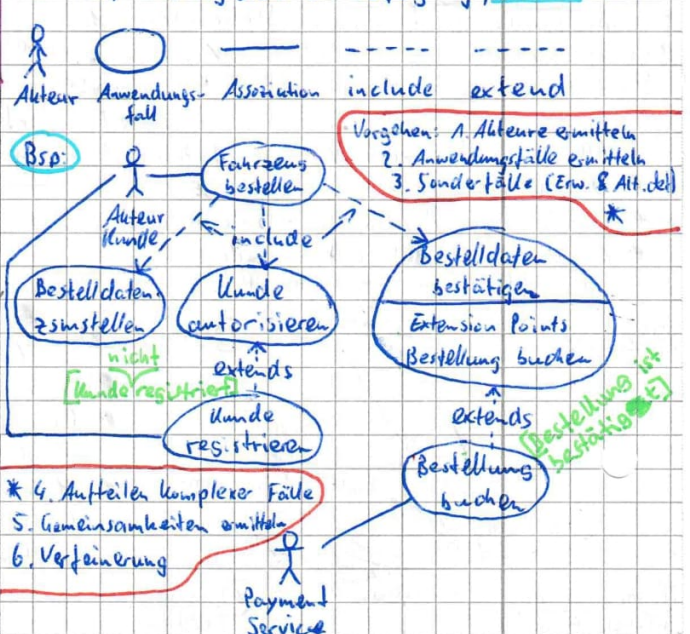 Akteur
Anwendungs-
fall
Assoziation
include
extend
Vorgehen: 1. Akteure ermitteln
2. Anwendungsfälle ermitteln
3. Sonderfälle (Erw. & Alt. def)
*
Bsp:
Fahrzeug
bestellen
Akteur
Kunde
include
Bestelldaten
zsmstellen
Kunde
autorisieren
Bestelldaten
bestätigen
Extension Points
Bestellung buchen
nicht
[Kunde registriert]
extends
Kunde
registrieren
extends
[Bestellung ist
bestätigt]
Bestellung
buchen
* 4. Aufteilen komplexer Fälle
5. Gemeinsamkeiten ermitteln
6. Verfeinerung
Payment
Service